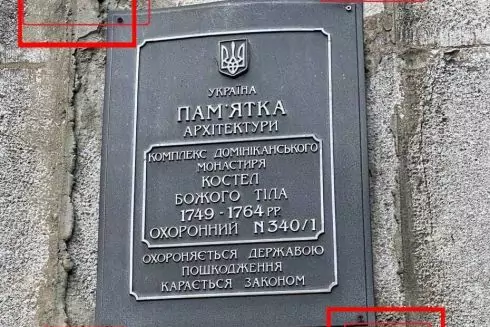 УКРАЇНА
ПАМ'ЯТКА
АРХІТЕКТУРИ
КОМПЛЕКС ДОМІНІКАНСЬКОГО
МОНАСТИРЯ
КОСТЕЛ
БОЖОГО ТІЛА
1749 - 1764 РР.
ОХОРОННИЙ N 340/1
ОХОРОНЯЄТЬСЯ ДЕРЖАВОЮ
ПОШКОДЖЕННЯ
КАРАЄТЬСЯ ЗАКОНОМ